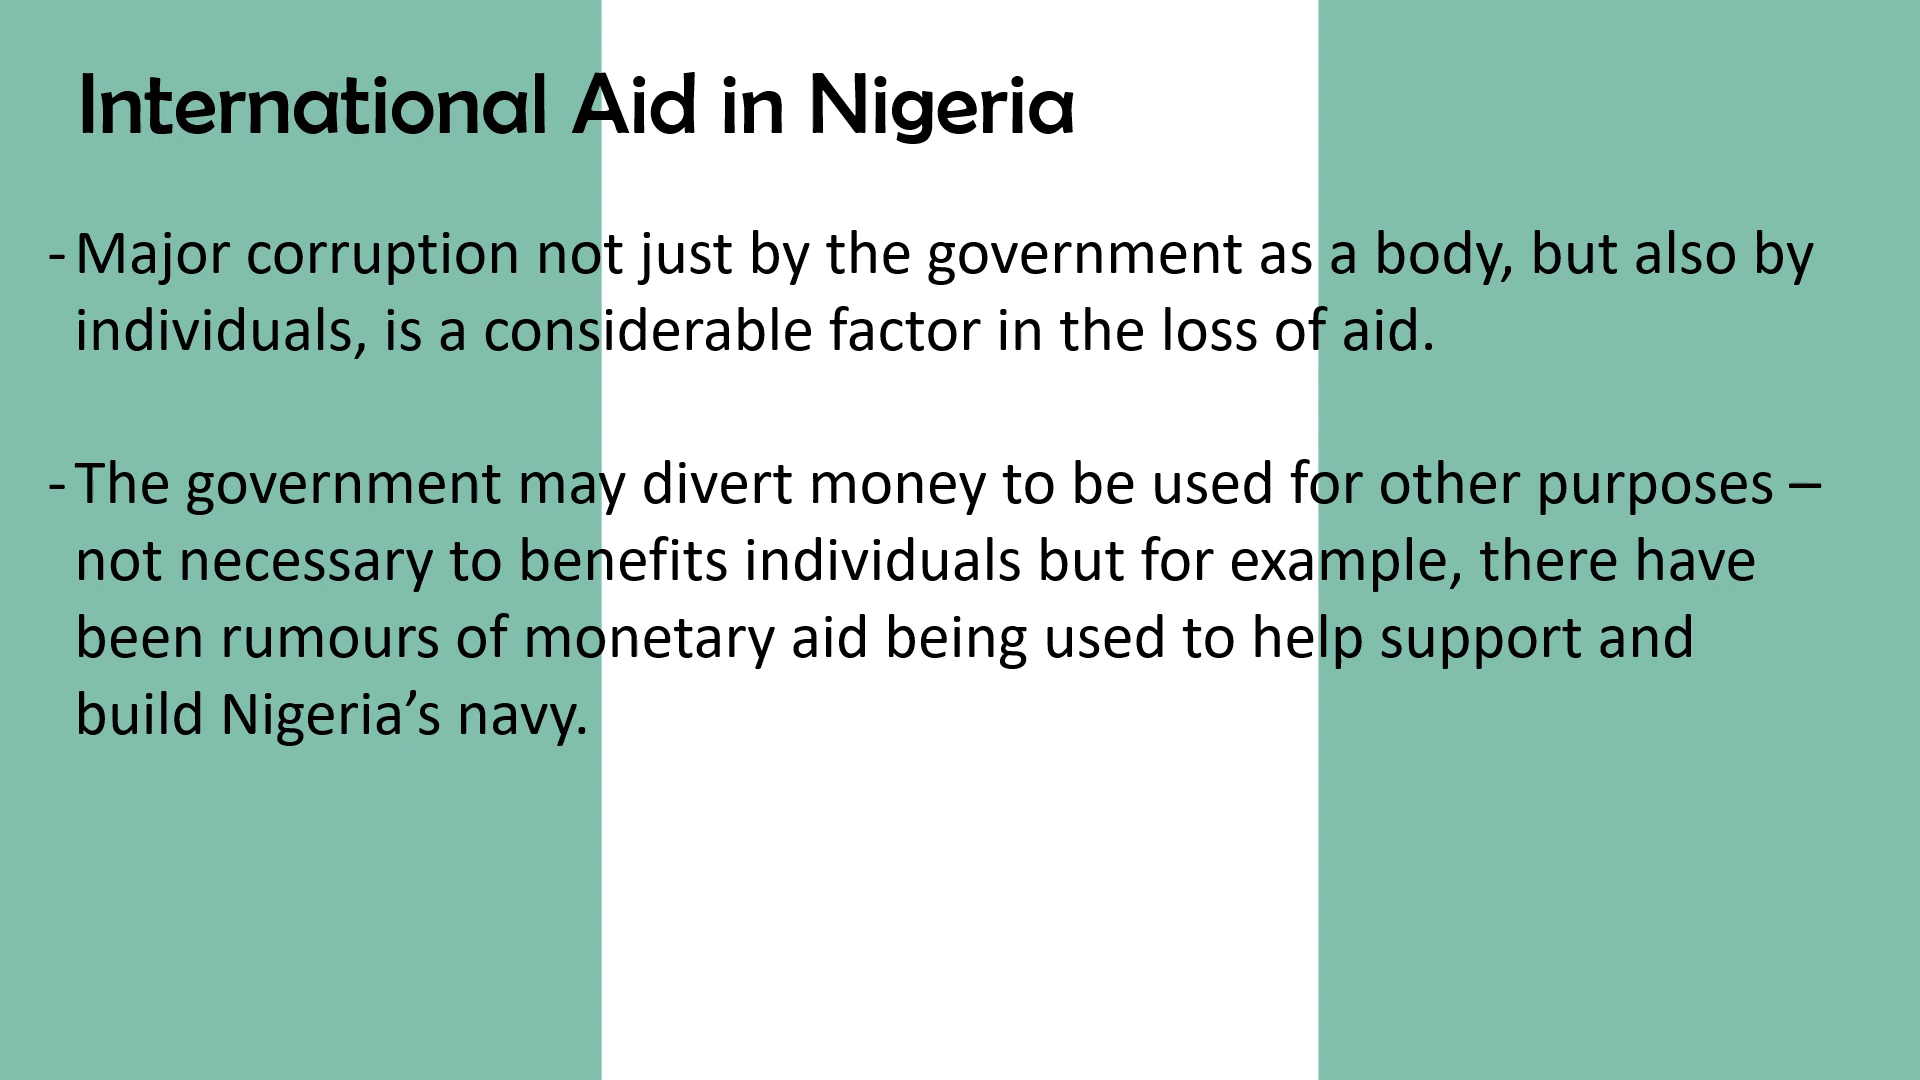 International Aid in Nigeria
- Major corruption not just by the government as a body, but also by
individuals, is a considerable factor in the loss of aid.
- The government may divert money to be used for other purposes –
not necessary to benefits individuals but for example, there have
been rumours of monetary aid being used to help support and
build Nigeria’s navy.